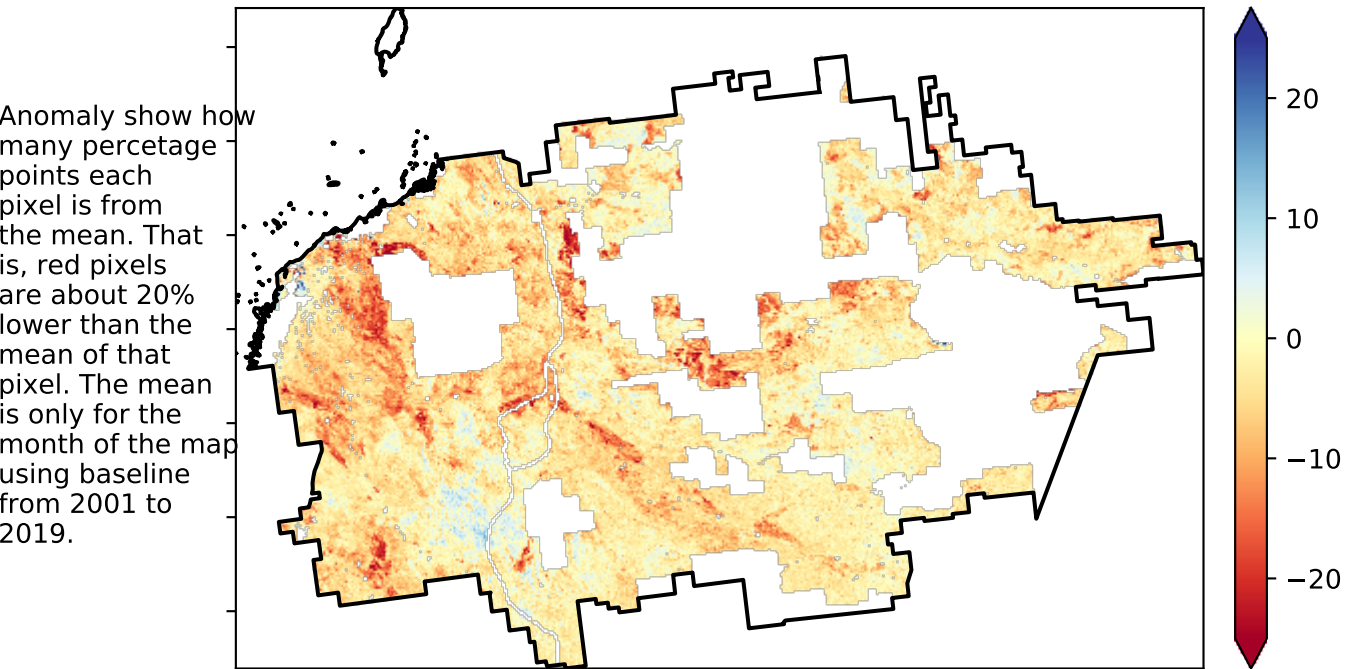 Anomaly show how
many percetage
points each
pixel is from
the mean. That
is, red pixels
are about 20%
lower than the
mean of that
pixel. The mean
is only for the
month of the map
using baseline
from 2001 to
2019.
20
10
0
−10
−20